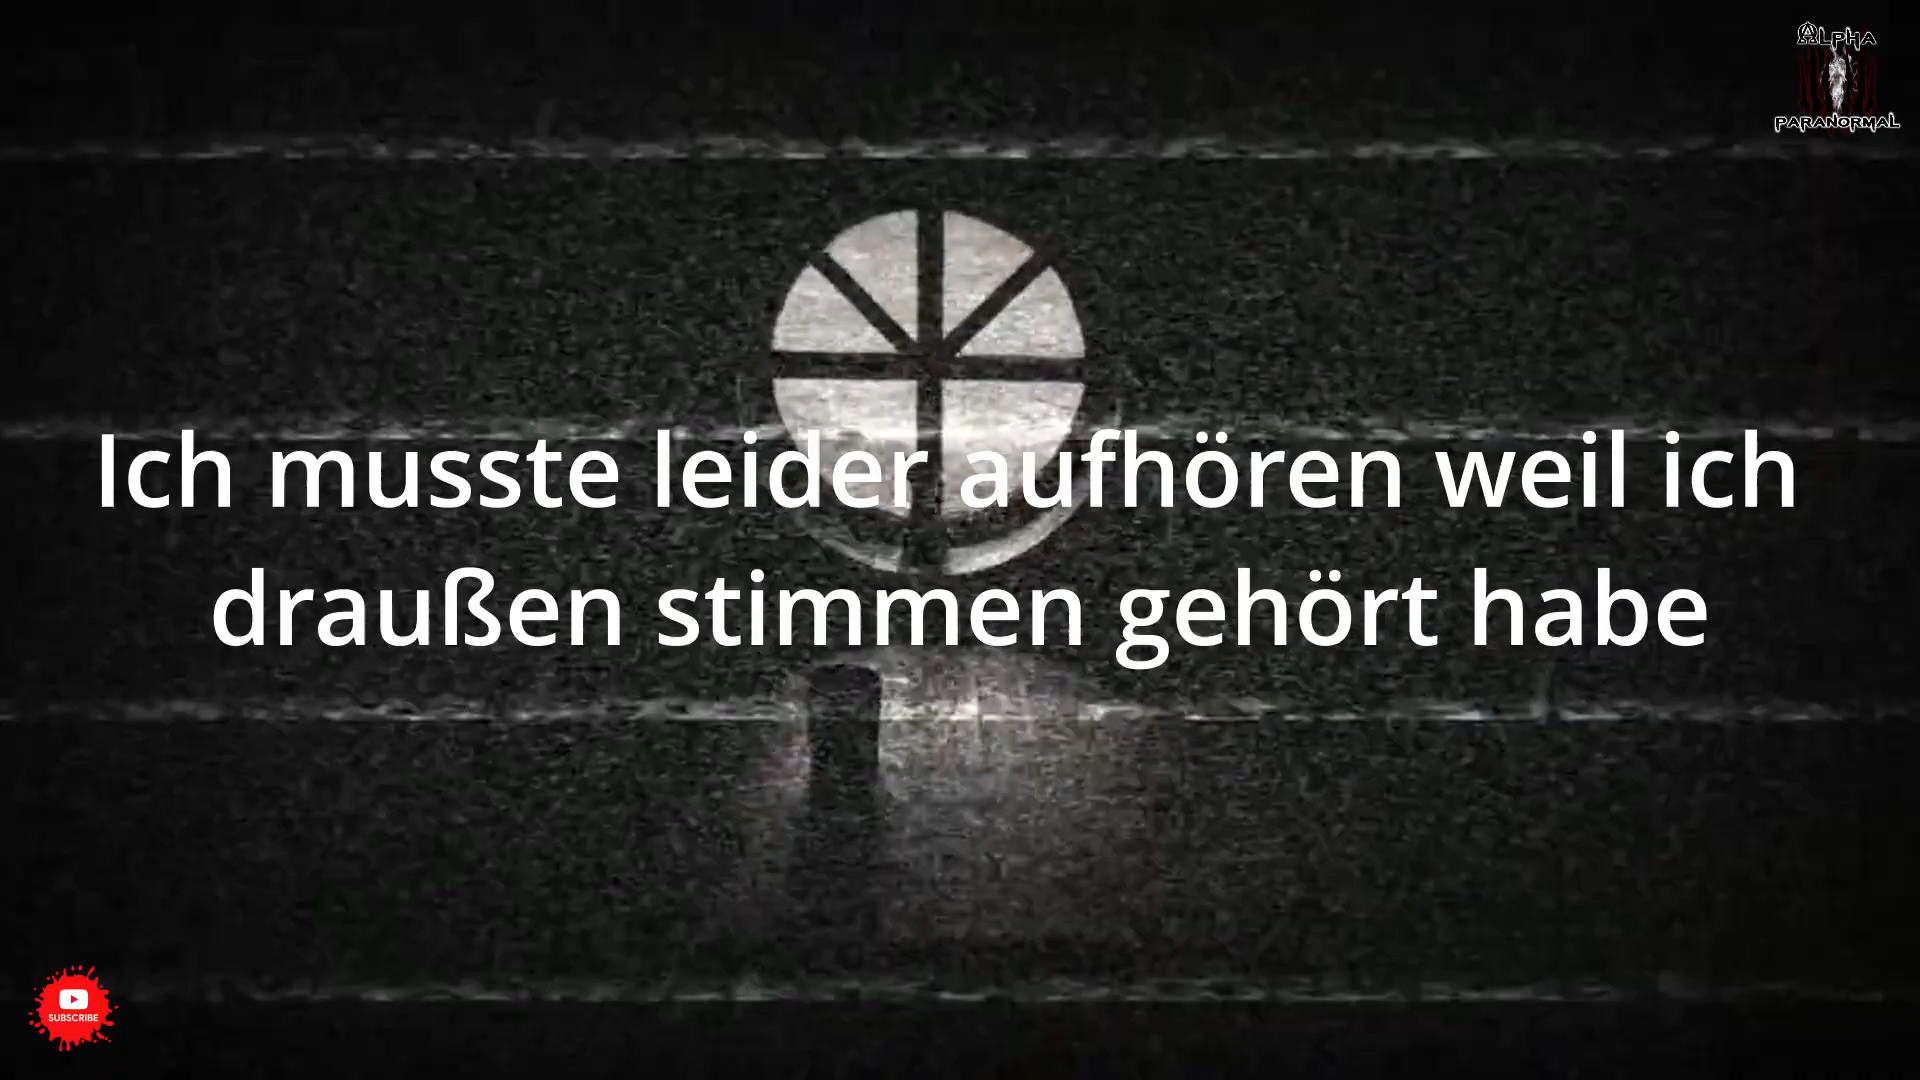 ALPHA
PARANORMAL
Ich musste leider aufhören weil ich
draußen stimmen gehört habe
SUBSCRIBE